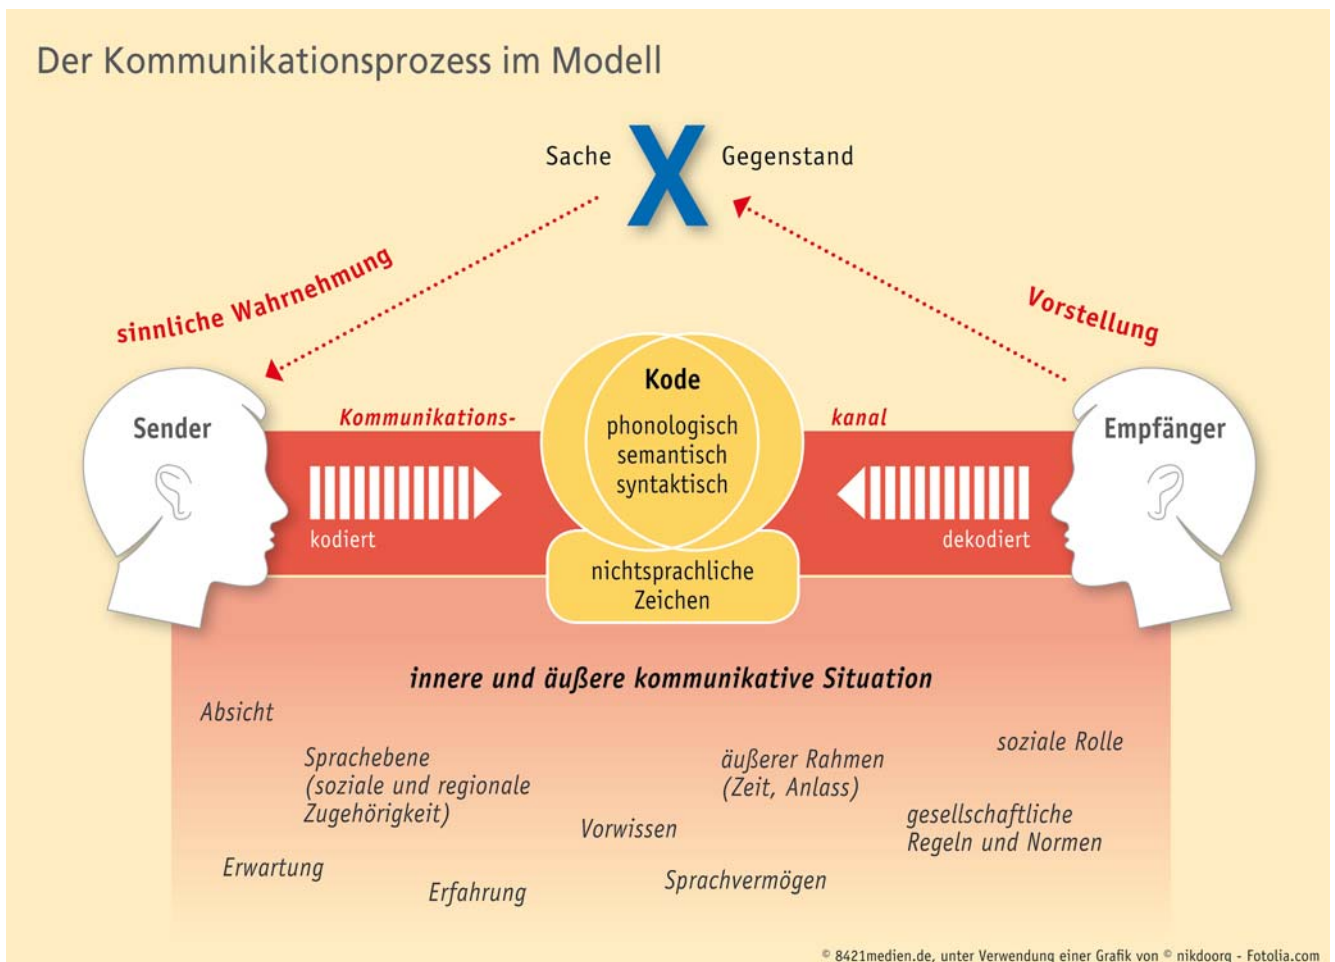 Der Kommunikationsprozess im Modell
Sache X Gegenstand
sinnliche Wahrnehmung
Vorstellung
Sender
Kommunikations-
Kode
phonologisch
semantisch
syntaktisch
kanal
Empfänger
kodiert
dekodiert
nichtsprachliche
Zeichen
innere und äußere kommunikative Situation
Absicht
Sprachebene
(soziale und regionale
Zugehörigkeit)
äußerer Rahmen
(Zeit, Anlass)
soziale Rolle
Vorwissen
gesellschaftliche
Regeln und Normen
Erwartung
Erfahrung
Sprachvermögen
© 8421medien.de, unter Verwendung einer Grafik von © nikdoorg - Fotolia.com